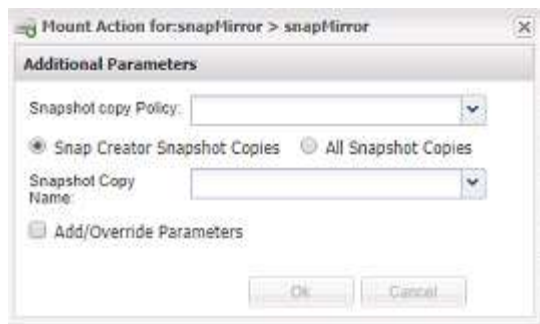 Mount Action for:snapMirror > snapMirror
Additional Parameters
Snapshot copy Policy:
Snap Creator Snapshot Copies All Snapshot Copies
Snapshot Copy
Name:
Add/Override Parameters
Ok Cancel